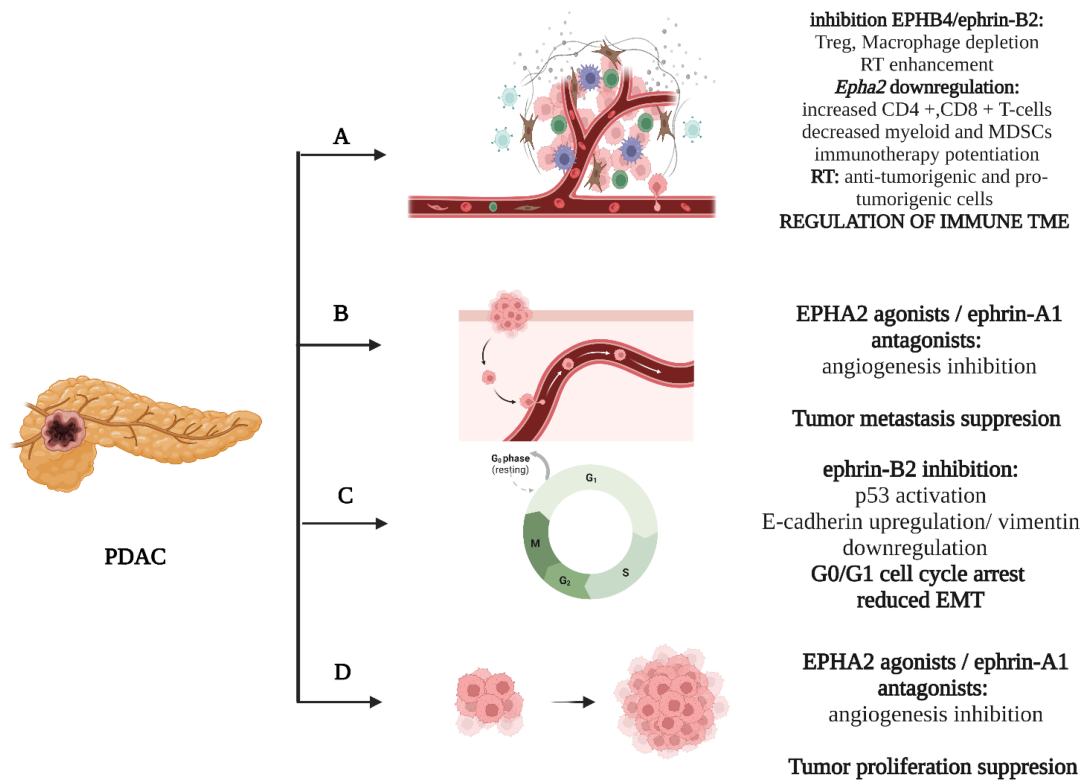 A
inhibition EPHB4/ephrin-B2:
Treg, Macrophage depletion
RT enhancement
Epha2 downregulation:
increased CD4 +,CD8 + T-cells
decreased myeloid and MDSCs
immunotherapy potentiation
RT: anti-tumorigenic and pro-
tumorigenic cells
REGULATION OF IMMUNE TME
B
EPHA2 agonists / ephrin-A1
antagonists:
angiogenesis inhibition
Tumor metastasis suppresion
PDAC
C
G₀ phase
(resting)
G₁
S
G₂
M
ephrin-B2 inhibition:
p53 activation
E-cadherin upregulation/ vimentin
downregulation
G0/G1 cell cycle arrest
reduced EMT
D
EPHA2 agonists / ephrin-A1
antagonists:
angiogenesis inhibition
Tumor proliferation suppresion